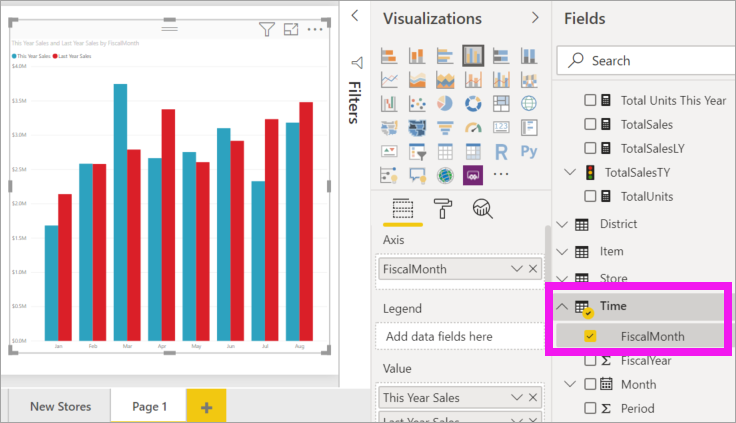 This Year Sales and Last Year Sales by FiscalMonth
This Year Sales Last Year Sales
$4.0M
$3.5M
$3.0M
$2.5M
$2.0M
$1.5M
$1.0M
$0.5M
$0.0M
Jan Feb Mar Apr May Jun Jul Aug
New Stores
Page 1
+
Filters
Visualizations
123
R Py
Axis
FiscalMonth
Legend
Add data fields here
Value
This Year Sales
Last Year Sales
Fields
Search
Total Units This Year
TotalSales
TotalSalesLY
TotalSalesTY
TotalUnits
District
Item
Store
Time
FiscalMonth
FiscalYear
Month
Period